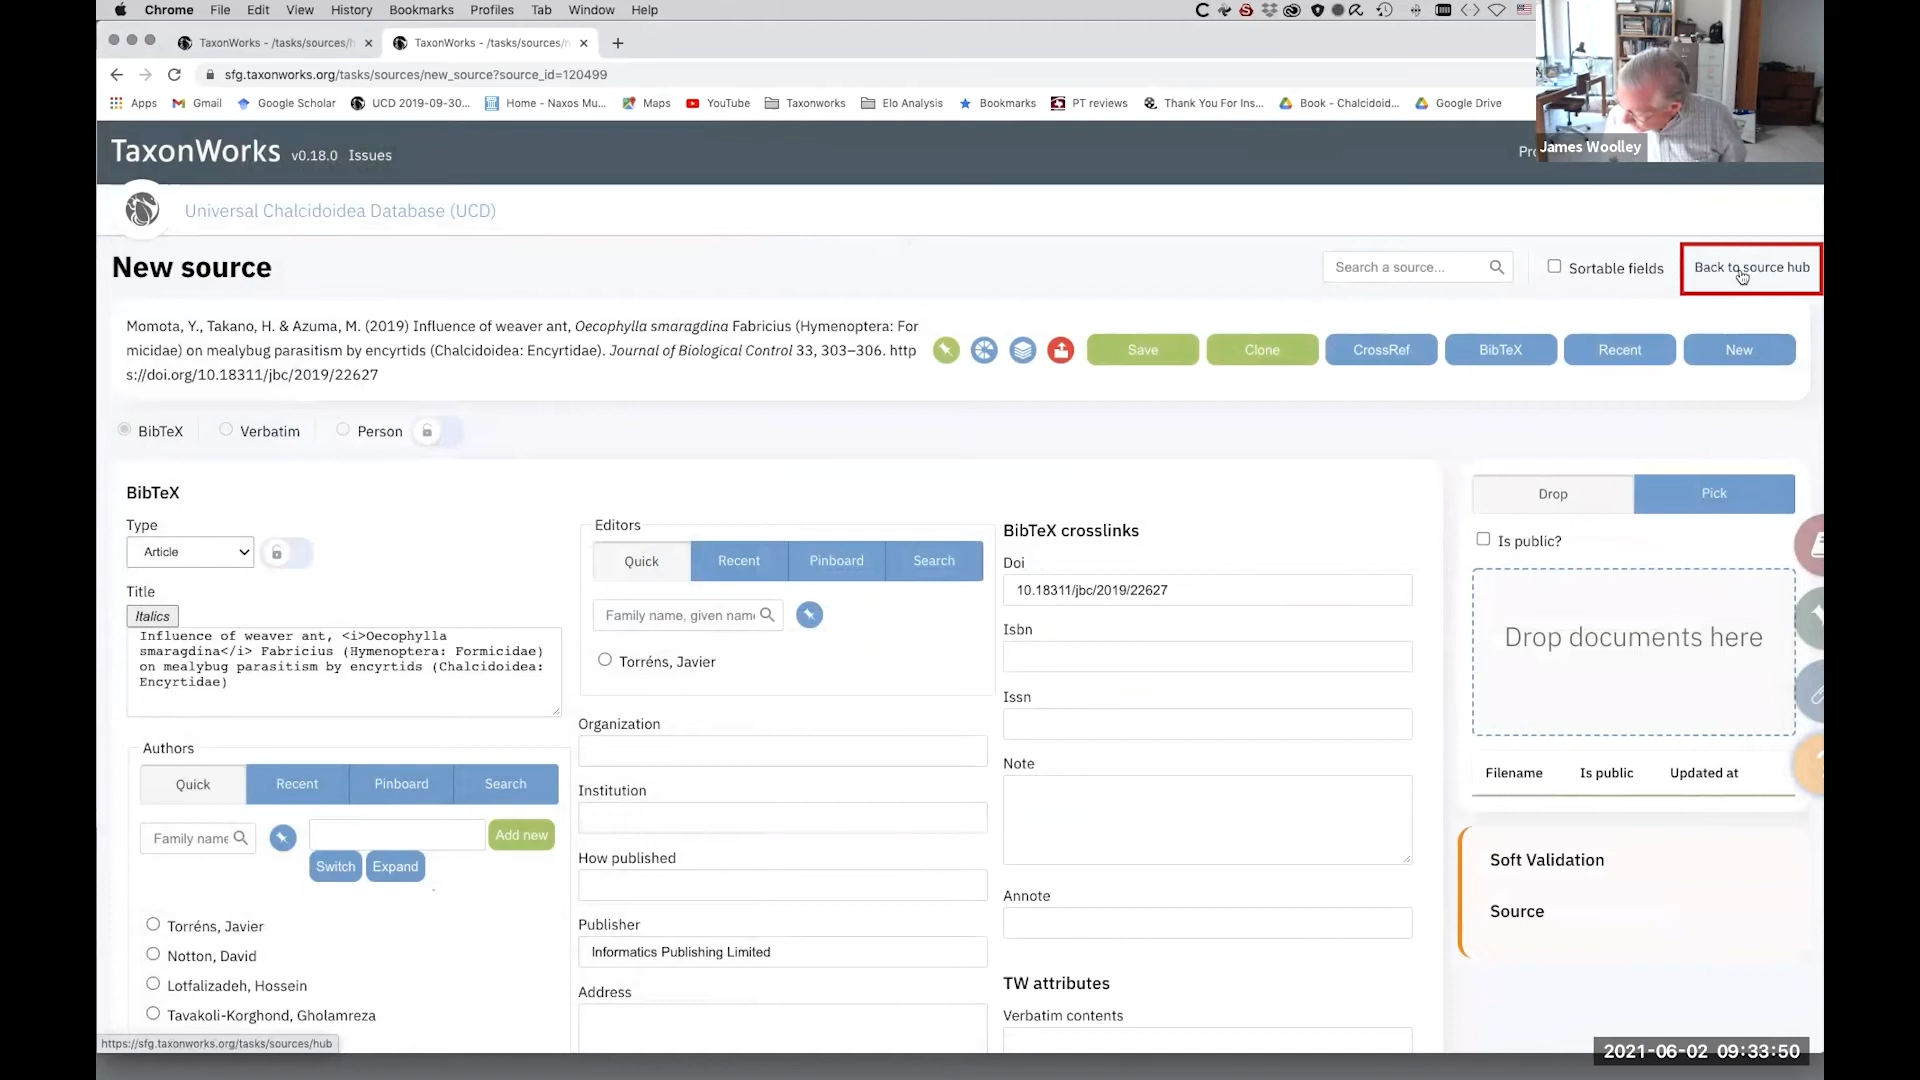 Chrome File Edit View History Bookmarks Profiles Tab Window Help
TaxonWorks - /tasks/sources/h
TaxonWorks - /tasks/sources/n
sfg.taxonworks.org/tasks/sources/new_source?source_id=120499
Apps Gmail Google Scholar UCD 2019-09-30... Home - Naxos Mu... Maps YouTube Taxonworks Elo Analysis Bookmarks PT reviews Thank You For Ins... Book - Chalcidoid... Google Drive
James Woolley
TaxonWorks v0.18.0 Issues
Universal Chalcidoidea Database (UCD)
New source
Search a source...
Sortable fields
Back to source hub
Momota, Y., Takano, H. & Azuma, M. (2019) Influence of weaver ant, Oecophylla smaragdina Fabricius (Hymenoptera: For
micidae) on mealybug parasitism by encyrtids (Chalcidoidea: Encyrtidae). Journal of Biological Control 33, 303–306. http
s://doi.org/10.18311/jbc/2019/22627
Save Clone CrossRef BibTeX Recent New
BibTeX Verbatim Person
BibTeX
Type
Article
Title
Italics
Influence of weaver ant, <i>Oecophylla
smaragdina</i> Fabricius (Hymenoptera: Formicidae)
on mealybug parasitism by encyrtids (Chalcidoidea:
Encyrtidae)
Authors
Quick Recent Pinboard Search
Family name
Add new
Switch Expand
Torréns, Javier
Notton, David
Lotfalizadeh, Hossein
Tavakoli-Korghond, Gholamreza
Editors
Quick Recent Pinboard Search
Family name, given name
Torréns, Javier
Organization
Institution
How published
Publisher
Informatics Publishing Limited
Address
BibTeX crosslinks
Doi
10.18311/jbc/2019/22627
Isbn
Issn
Note
Annote
TW attributes
Verbatim contents
Drop Pick
Is public?
Drop documents here
Filename Is public Updated at
Soft Validation
Source
https://sfg.taxonworks.org/tasks/sources/hub
2021-06-02 09:33:50